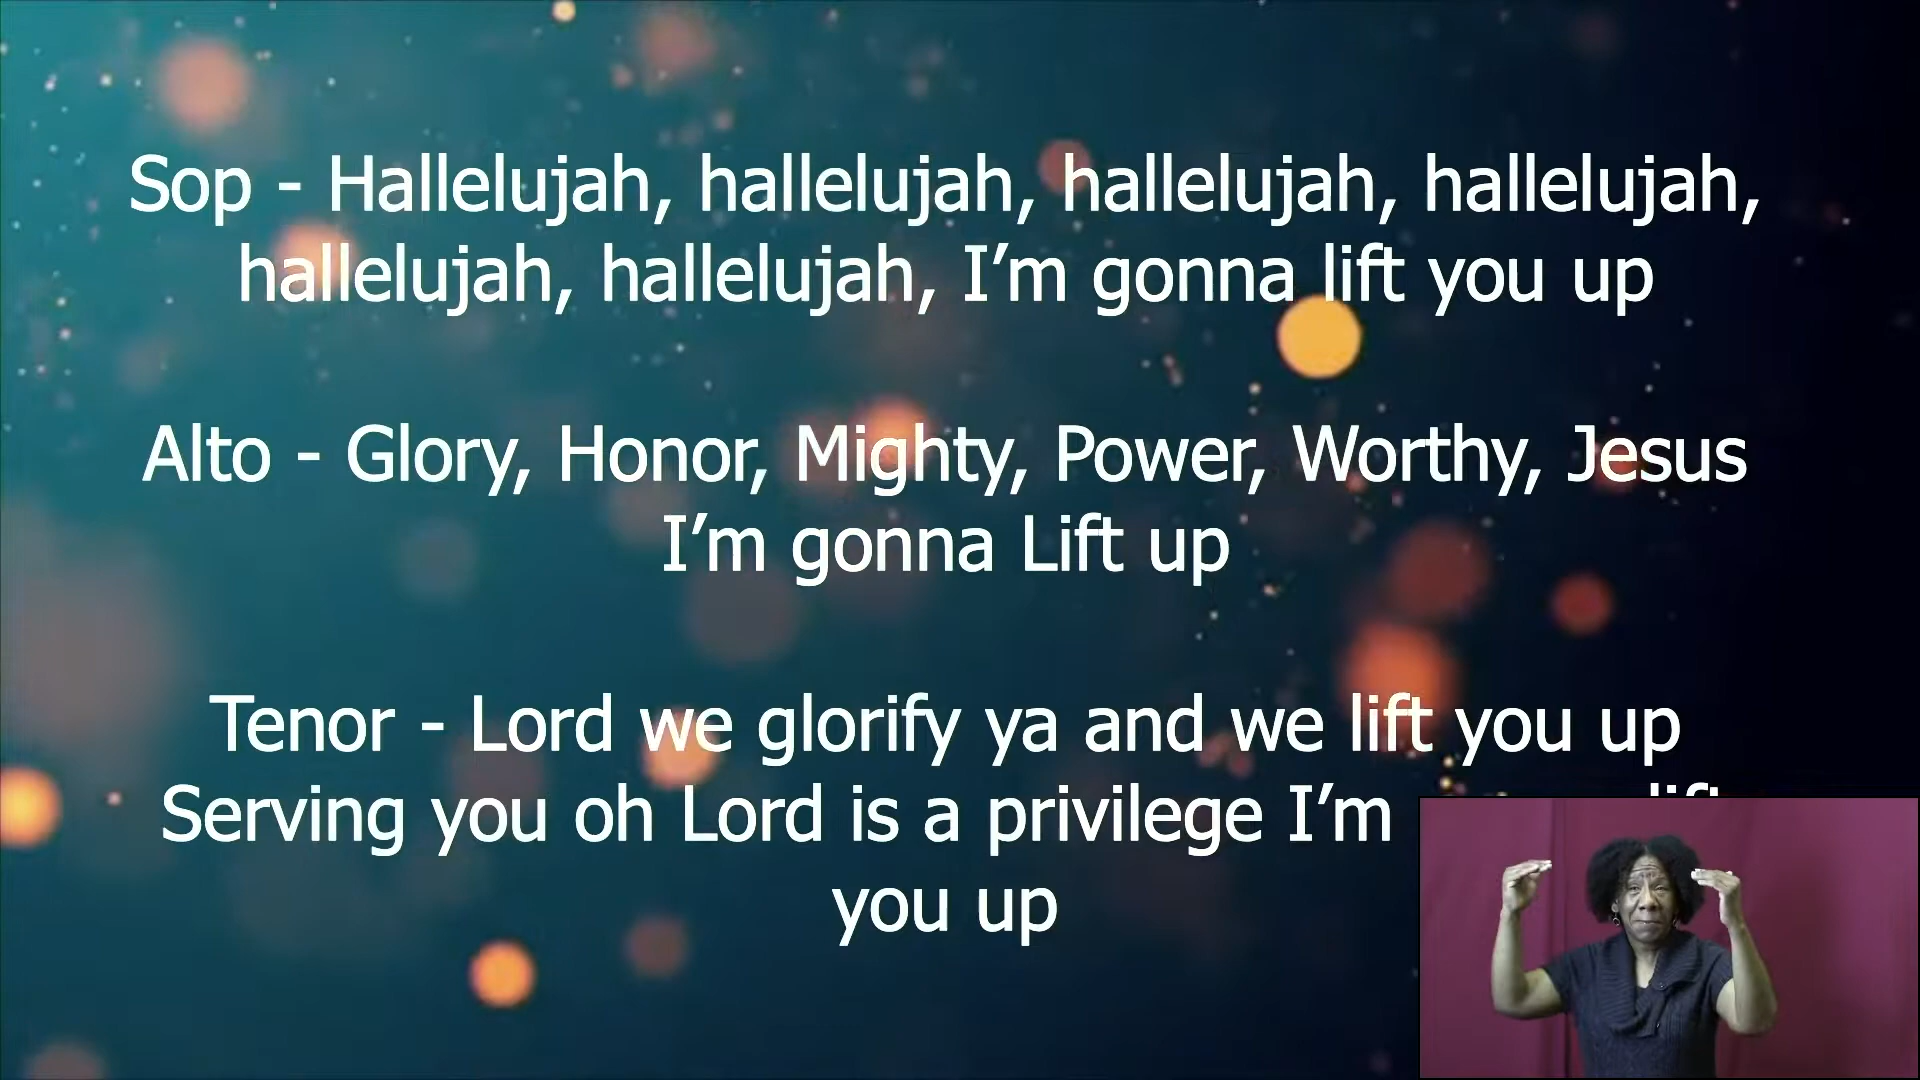 Sop - Hallelujah, hallelujah, hallelujah, hallelujah,
hallelujah, hallelujah, I’m gonna lift you up
Alto - Glory, Honor, Mighty, Power, Worthy, Jesus
I’m gonna Lift up
Tenor - Lord we glorify ya and we lift you up
Serving you oh Lord is a privilege I’m
you up